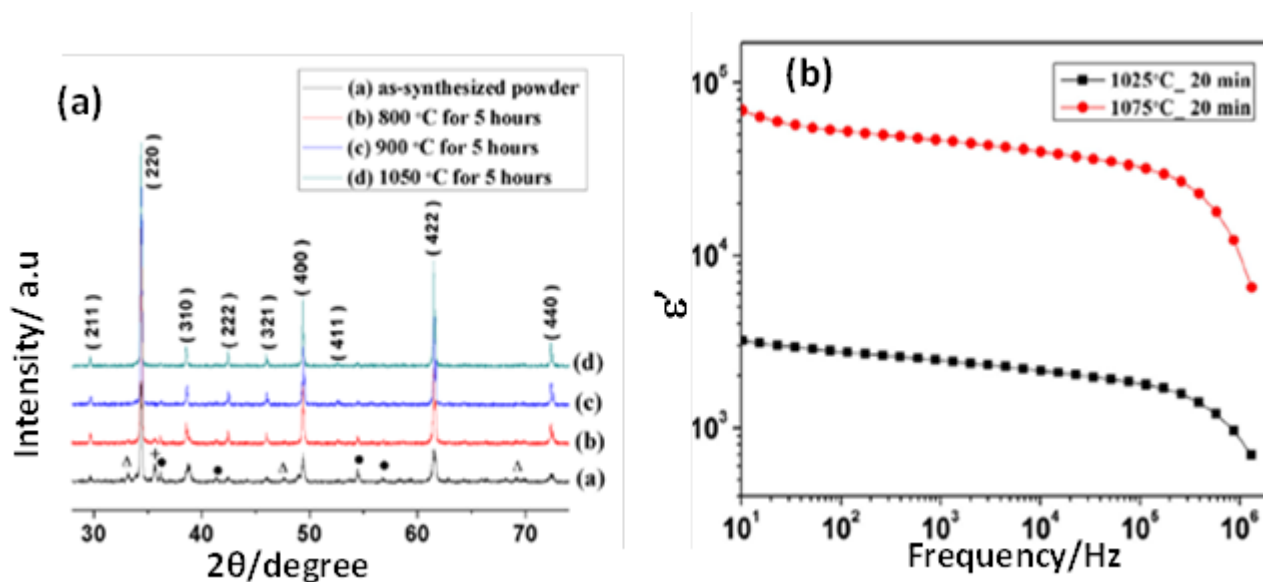 (a)
(a) as-synthesized powder
(b) 800 °C for 5 hours
(c) 900 °C for 5 hours
(d) 1050 °C for 5 hours
( 211 )
( 220 )
( 310 )
( 222 )
( 321 )
( 400 )
( 411 )
( 422 )
( 440 )
(d)
(c)
(b)
(a)
Δ + • • Δ • • Δ
30 40 50 60 70
2θ/degree
Intensity/ a.u
(b)
1025°C_ 20 min
1075°C_ 20 min
10⁵
10⁴
10³
ε'
10¹ 10² 10³ 10⁴ 10⁵ 10⁶
Frequency/Hz